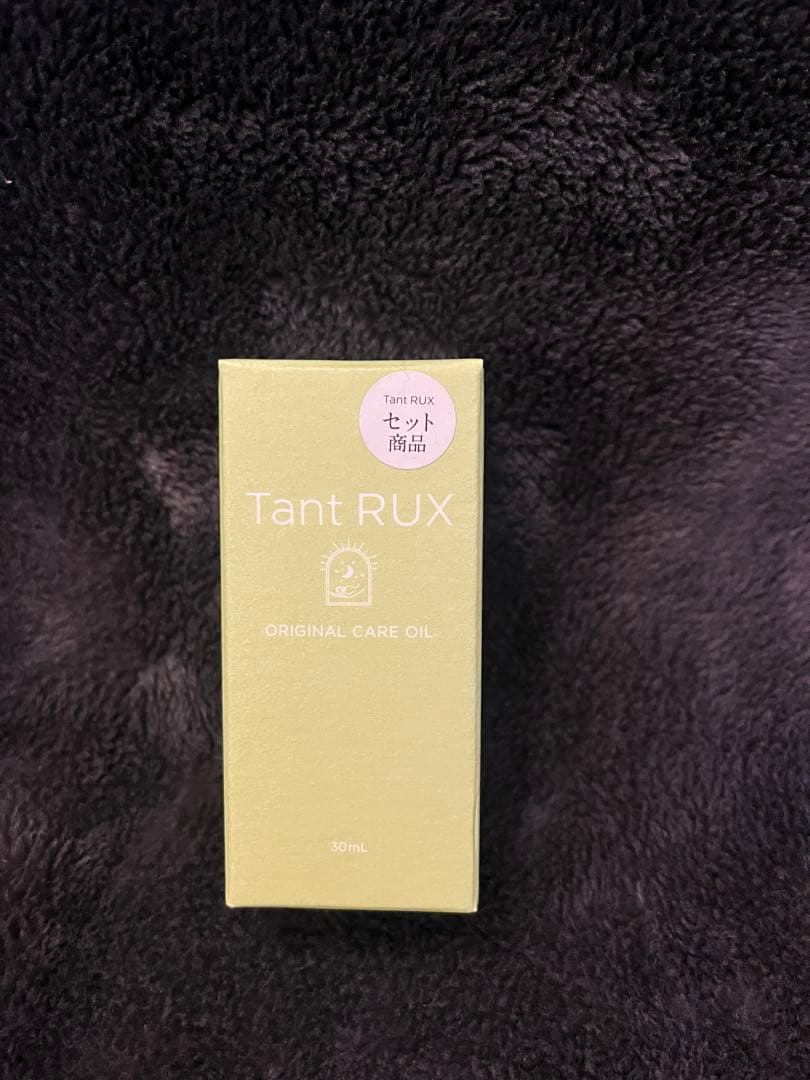 Tant RUX
セット
商品
Tant RUX
ORIGINAL CARE OIL
30mL